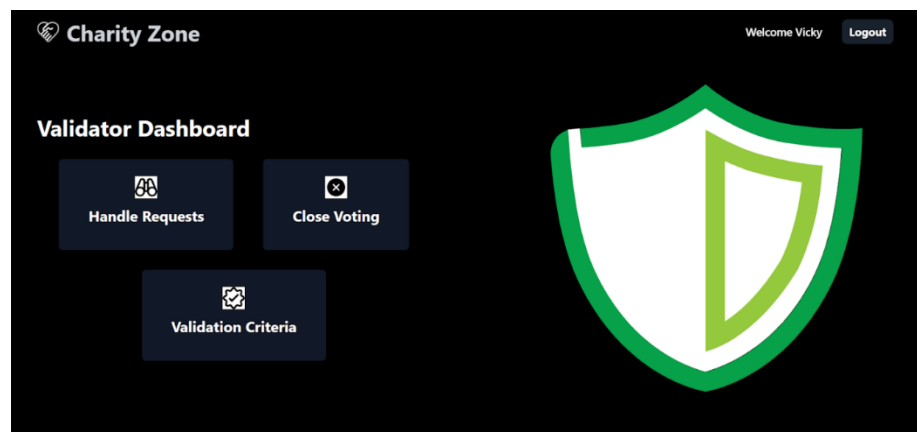 Charity Zone
Welcome Vicky
Logout
Validator Dashboard
Handle Requests
Close Voting
Validation Criteria